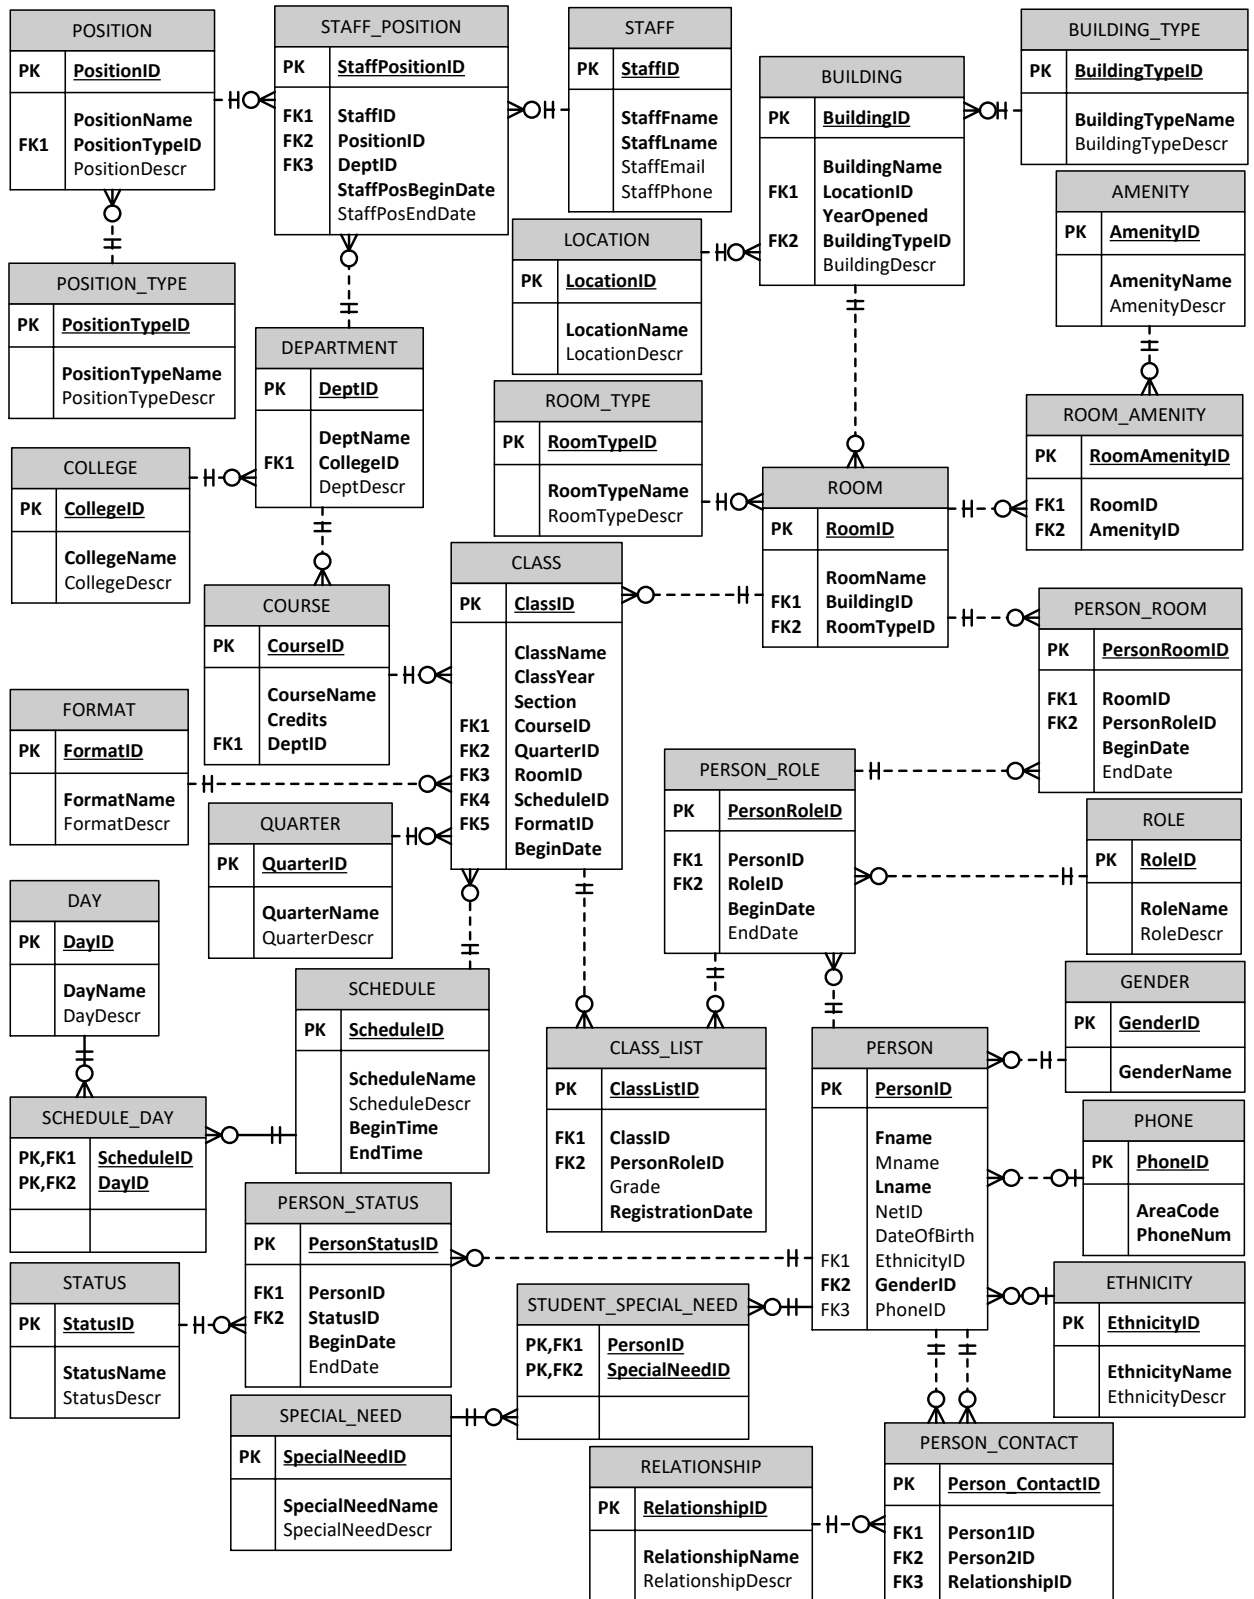 POSITION
PK PositionID
PositionName
FK1 PositionTypeID
PositionDescr
STAFF_POSITION
PK StaffPositionID
FK1 StaffID
FK2 PositionID
FK3 DeptID
StaffPosBeginDate
StaffPosEndDate
STAFF
PK StaffID
StaffFname
StaffLname
StaffEmail
StaffPhone
BUILDING
PK BuildingID
BuildingName
FK1 LocationID
YearOpened
FK2 BuildingTypeID
BuildingDescr
BUILDING_TYPE
PK BuildingTypeID
BuildingTypeName
BuildingTypeDescr
AMENITY
PK AmenityID
AmenityName
AmenityDescr
LOCATION
PK LocationID
LocationName
LocationDescr
POSITION_TYPE
PK PositionTypeID
PositionTypeName
PositionTypeDescr
DEPARTMENT
PK DeptID
DeptName
FK1 CollegeID
DeptDescr
ROOM_TYPE
PK RoomTypeID
RoomTypeName
RoomTypeDescr
ROOM_AMENITY
PK RoomAmenityID
FK1 RoomID
FK2 AmenityID
COLLEGE
PK CollegeID
CollegeName
CollegeDescr
ROOM
PK RoomID
RoomName
FK1 BuildingID
FK2 RoomTypeID
CLASS
PK ClassID
ClassName
ClassYear
Section
FK1 CourseID
FK2 QuarterID
FK3 RoomID
FK4 ScheduleID
FK5 FormatID
BeginDate
COURSE
PK CourseID
CourseName
Credits
FK1 DeptID
PERSON_ROOM
PK PersonRoomID
FK1 RoomID
FK2 PersonRoleID
BeginDate
EndDate
FORMAT
PK FormatID
FormatName
FormatDescr
PERSON_ROLE
PK PersonRoleID
FK1 PersonID
FK2 RoleID
BeginDate
EndDate
QUARTER
PK QuarterID
QuarterName
QuarterDescr
ROLE
PK RoleID
RoleName
RoleDescr
DAY
PK DayID
DayName
DayDescr
SCHEDULE
PK ScheduleID
ScheduleName
ScheduleDescr
BeginTime
EndTime
GENDER
PK GenderID
GenderName
CLASS_LIST
PK ClassListID
FK1 ClassID
FK2 PersonRoleID
Grade
RegistrationDate
PERSON
PK PersonID
Fname
Mname
Lname
NetID
DateOfBirth
FK1 EthnicityID
FK2 GenderID
FK3 PhoneID
SCHEDULE_DAY
PK,FK1 ScheduleID
PK,FK2 DayID
PHONE
PK PhoneID
AreaCode
PhoneNum
PERSON_STATUS
PK PersonStatusID
FK1 PersonID
FK2 StatusID
BeginDate
EndDate
STATUS
PK StatusID
StatusName
StatusDescr
STUDENT_SPECIAL_NEED
PK,FK1 PersonID
PK,FK2 SpecialNeedID
ETHNICITY
PK EthnicityID
EthnicityName
EthnicityDescr
SPECIAL_NEED
PK SpecialNeedID
SpecialNeedName
SpecialNeedDescr
RELATIONSHIP
PK RelationshipID
RelationshipName
RelationshipDescr
PERSON_CONTACT
PK Person_ContactID
FK1 Person1ID
FK2 Person2ID
FK3 RelationshipID